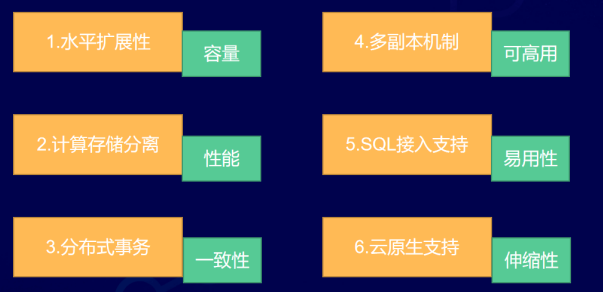 1.水平扩展性
容量
2.计算存储分离
性能
3.分布式事务
一致性
4.多副本机制
可高用
5.SQL接入支持
易用性
6.云原生支持
伸缩性